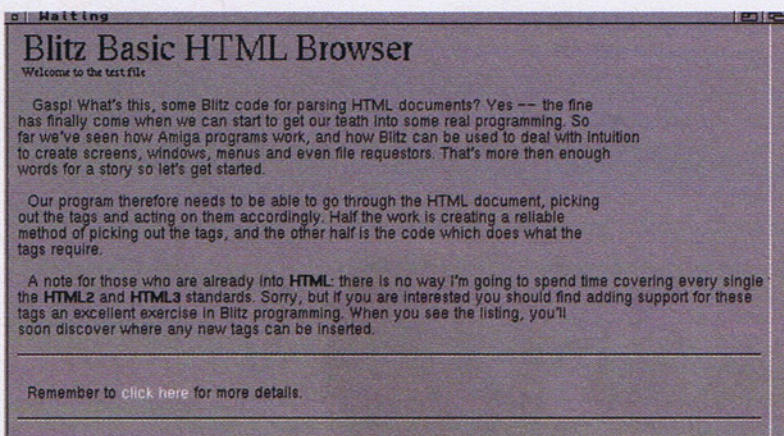 Waiting
Blitz Basic HTML Browser
Welcome to the test file
Gasp! What's this, some Blitz code for parsing HTML documents? Yes -- the fine
has finally come when we can start to get our teath into some real programming. So
far we've seen how Amiga programs work, and how Blitz can be used to deal with Intuition
to create screens, windows, menus and even file requestors. That's more then enough
words for a story so let's get started.
Our program therefore needs to be able to go through the HTML document, picking
out the tags and acting on them accordingly. Half the work is creating a reliable
method of picking out the tags, and the other half is the code which does what the
tags require.
A note for those who are already into HTML: there is no way I'm going to spend time covering every single
the HTML2 and HTML3 standards. Sorry, but if you are interested you should find adding support for these
tags an excellent exercise in Blitz programming. When you see the listing, you'll
soon discover where any new tags can be inserted.
Remember to click here for more details.